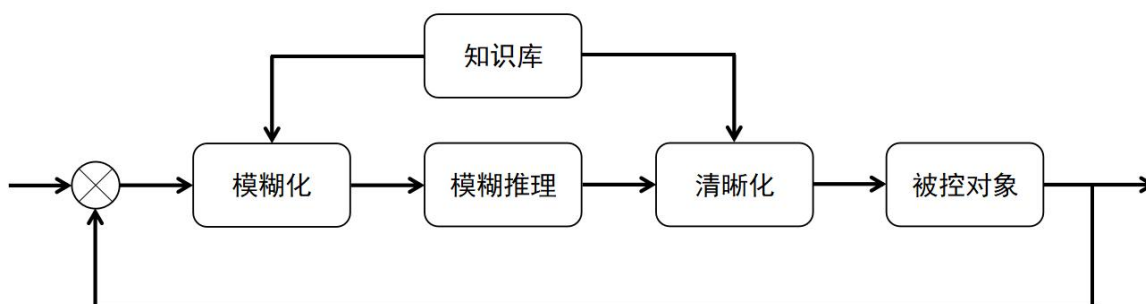 知识库
模糊化
模糊推理
清晰化
被控对象